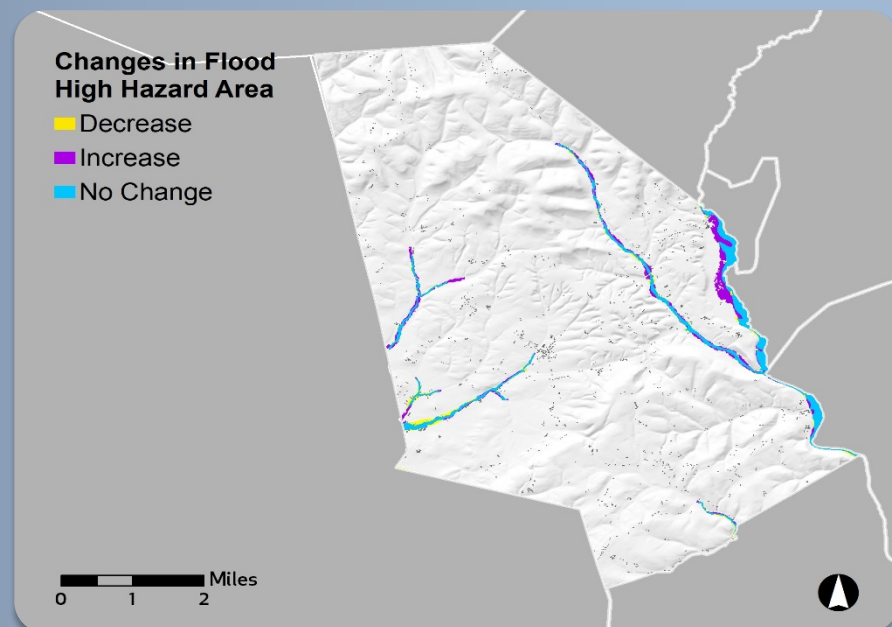 Changes in Flood
High Hazard Area
Decrease
Increase
No Change
Miles
0 1 2